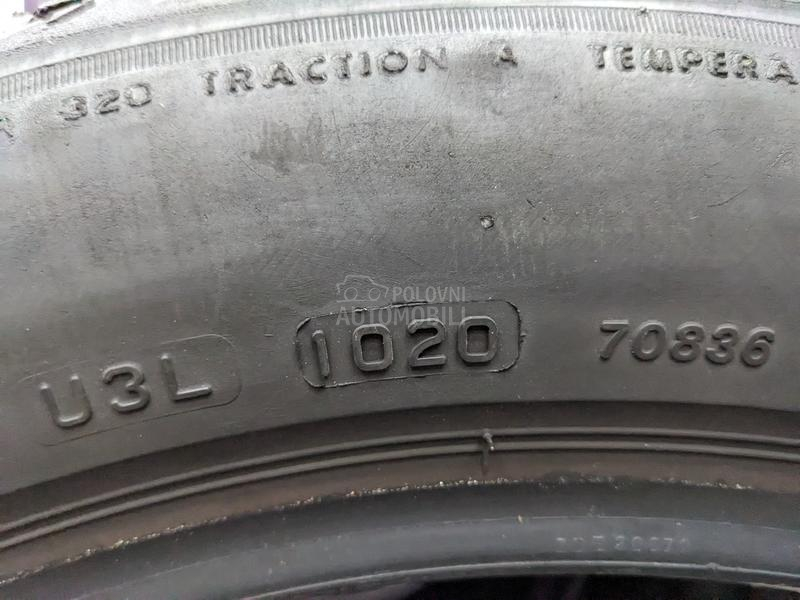 320 TRACTION A TEMPERA
POLOVNI
AUTOMOBILI
U3L 1020 70836